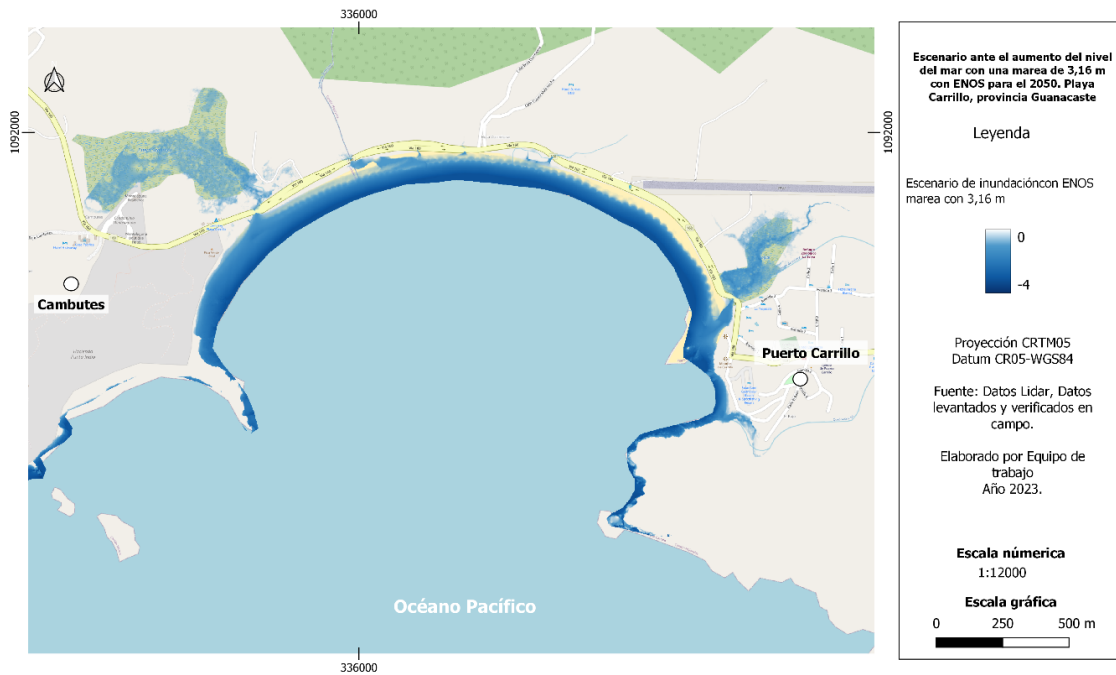 336000
1092000
1092000
Cambutes
Puerto Carrillo
Océano Pacífico
336000
Escenario ante el aumento del nivel
del mar con una marea de 3,16 m
con ENOS para el 2050. Playa
Carrillo, provincia Guanacaste
Leyenda
Escenario de inundacióncon ENOS
marea con 3,16 m
0
-4
Proyección CRTM05
Datum CR05-WGS84
Fuente: Datos Lidar, Datos
levantados y verificados en
campo.
Elaborado por Equipo de
trabajo
Año 2023.
Escala númerica
1:12000
Escala gráfica
0 250 500 m